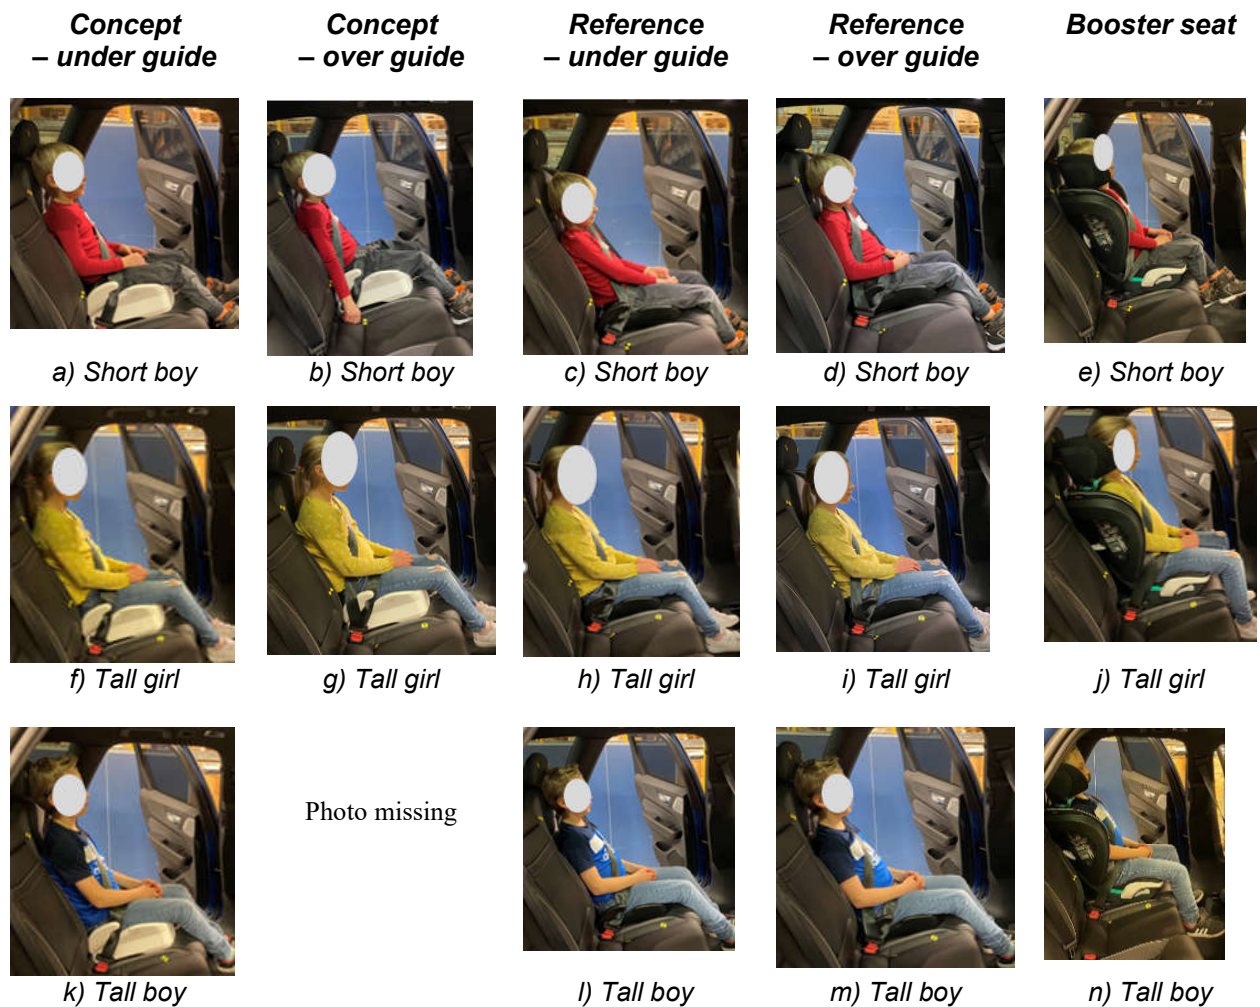 Concept
– under guide
Concept
– over guide
Reference
– under guide
Reference
– over guide
Booster seat
a) Short boy
b) Short boy
c) Short boy
d) Short boy
e) Short boy
f) Tall girl
g) Tall girl
h) Tall girl
i) Tall girl
j) Tall girl
Photo missing
k) Tall boy
l) Tall boy
m) Tall boy
n) Tall boy